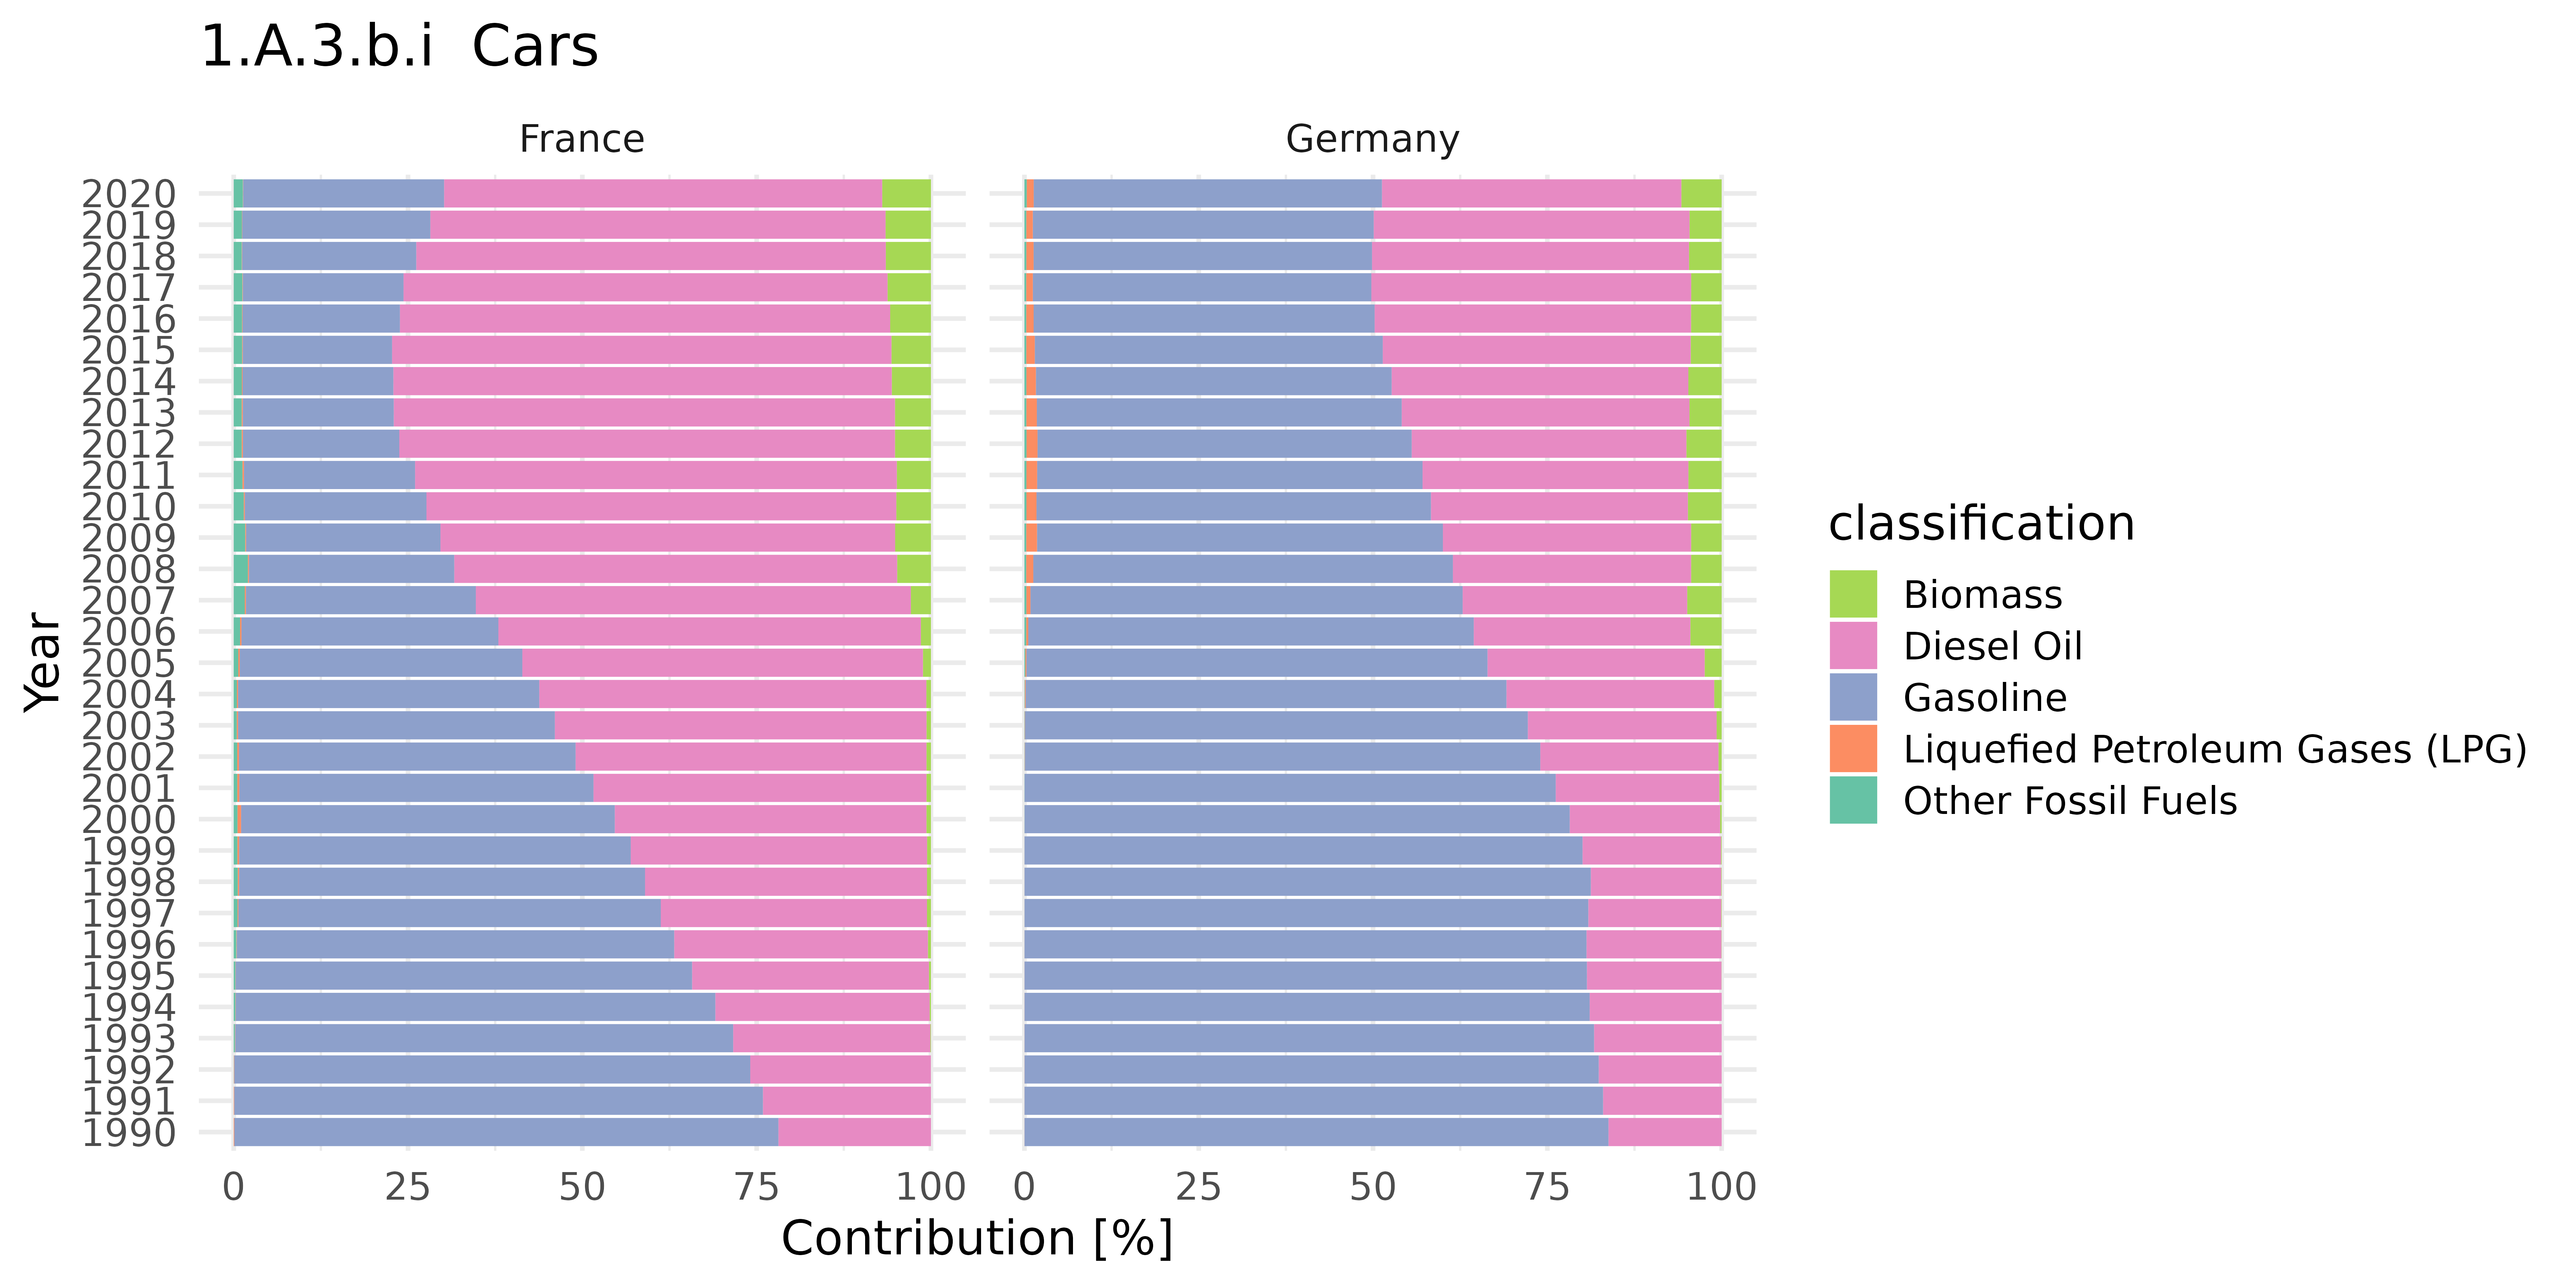 1.A.3.b.i  Cars
France
Germany
Year
2020
2019
2018
2017
2016
2015
2014
2013
2012
2011
2010
2009
2008
2007
2006
2005
2004
2003
2002
2001
2000
1999
1998
1997
1996
1995
1994
1993
1992
1991
1990
0 25 50 75 100
0 25 50 75 100
Contribution [%]
classification
Biomass
Diesel Oil
Gasoline
Liquefied Petroleum Gases (LPG)
Other Fossil Fuels